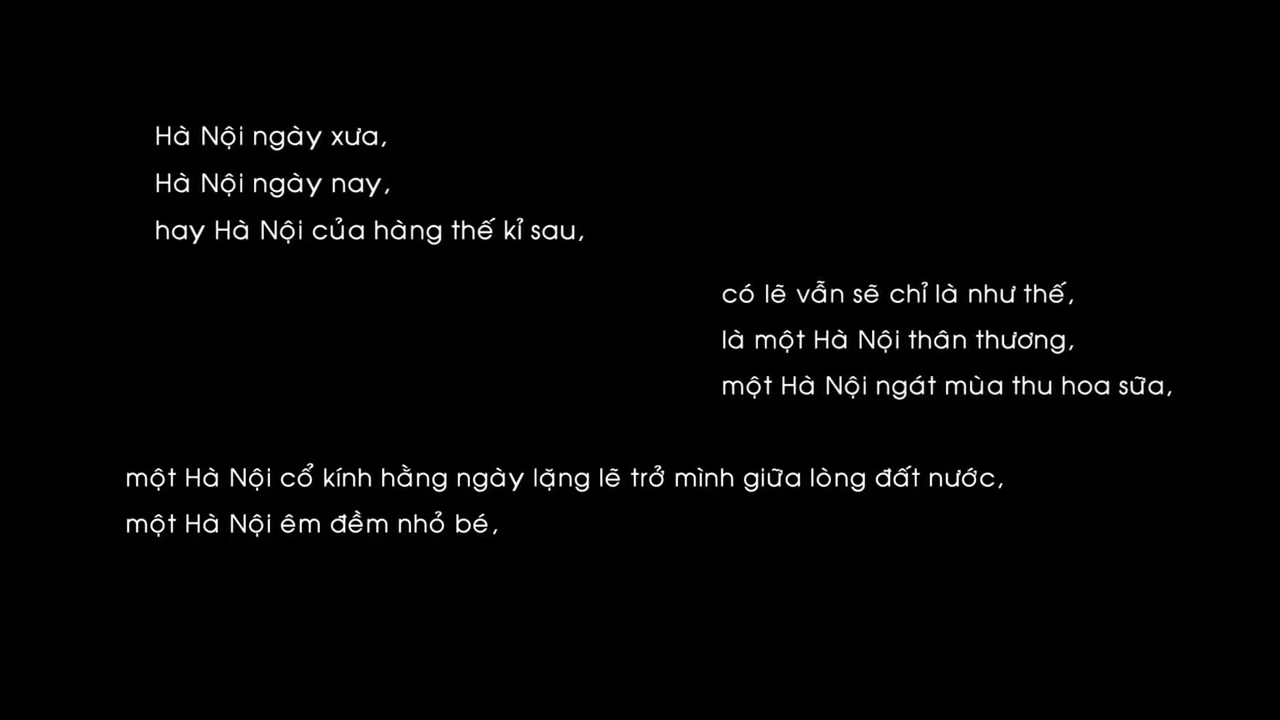 Hà Nội ngày xưa,
Hà Nội ngày nay,
hay Hà Nội của hàng thế kỉ sau,
có lẽ vẫn sẽ chỉ là như thế,
là một Hà Nội thân thương,
một Hà Nội ngát mùa thu hoa sữa,
một Hà Nội cổ kính hằng ngày lặng lẽ trở mình giữa lòng đất nước,
một Hà Nội êm đềm nhỏ bé,